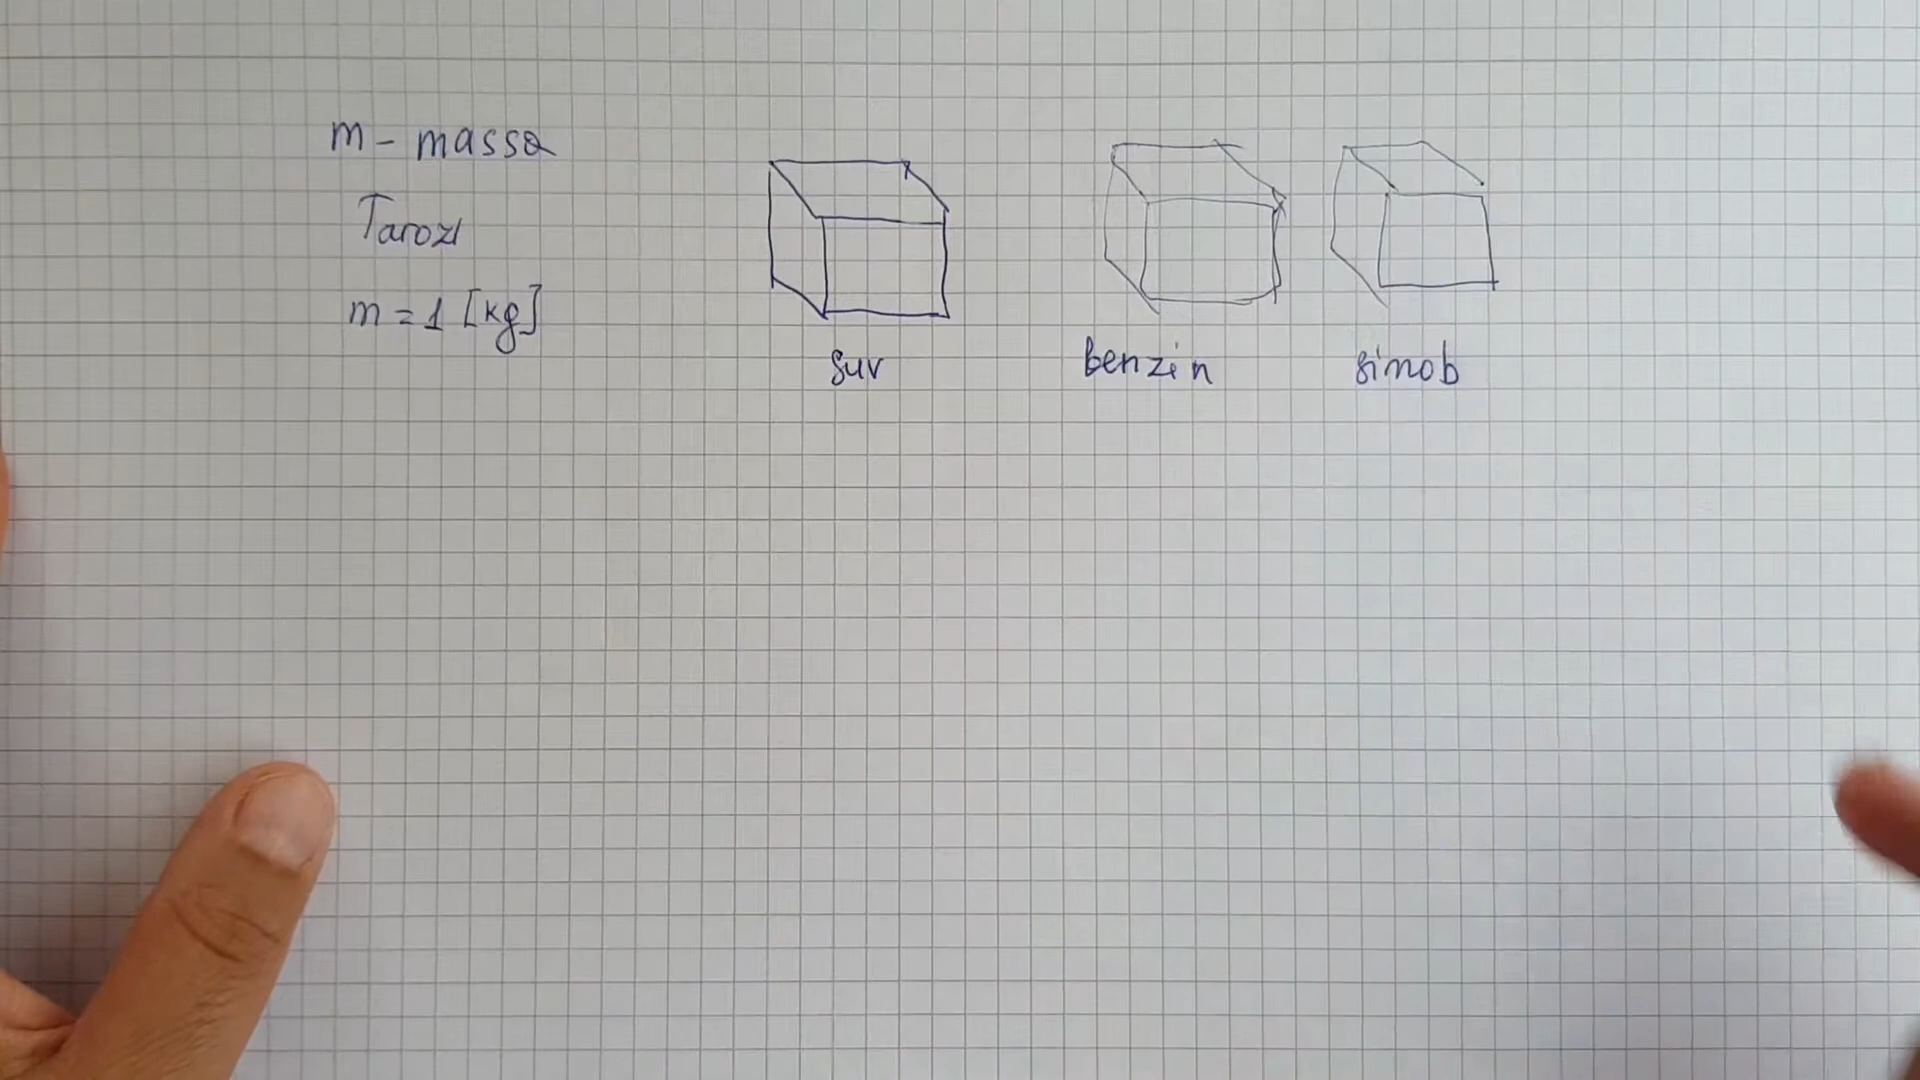 m - massa
Tarozi
m = 1 [kg]
suv
benzin
simob